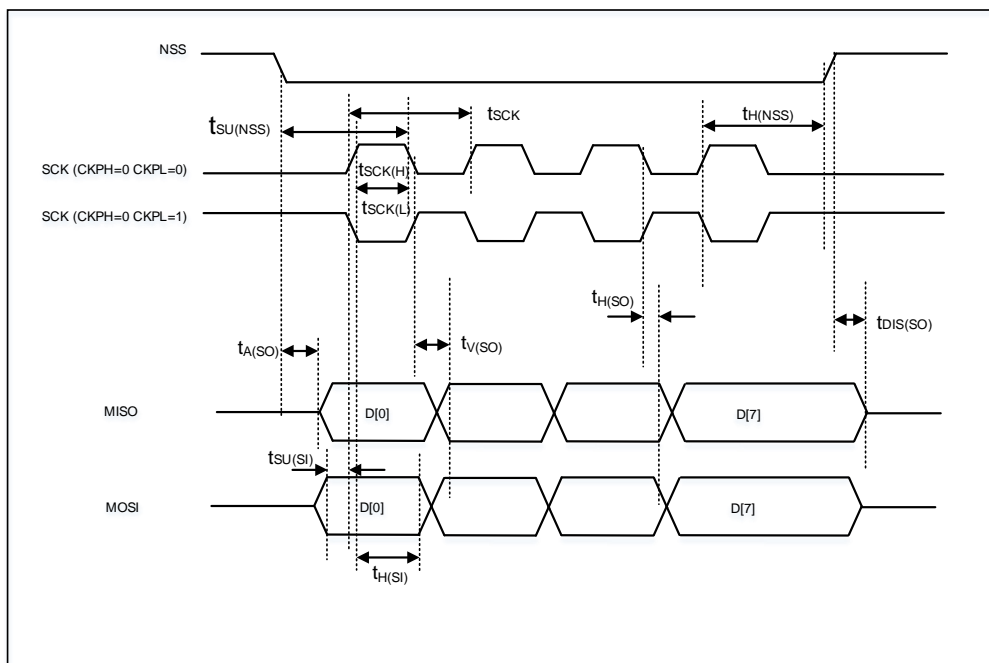 NSS
tSCK
tH(NSS)
tSU(NSS)
SCK (CKPH=0 CKPL=0)
tSCK(H)
tSCK(L)
SCK (CKPH=0 CKPL=1)
tH(SO)
tDIS(SO)
tV(SO)
tA(SO)
MISO
D[0]
D[7]
tSU(SI)
MOSI
D[0]
D[7]
tH(SI)